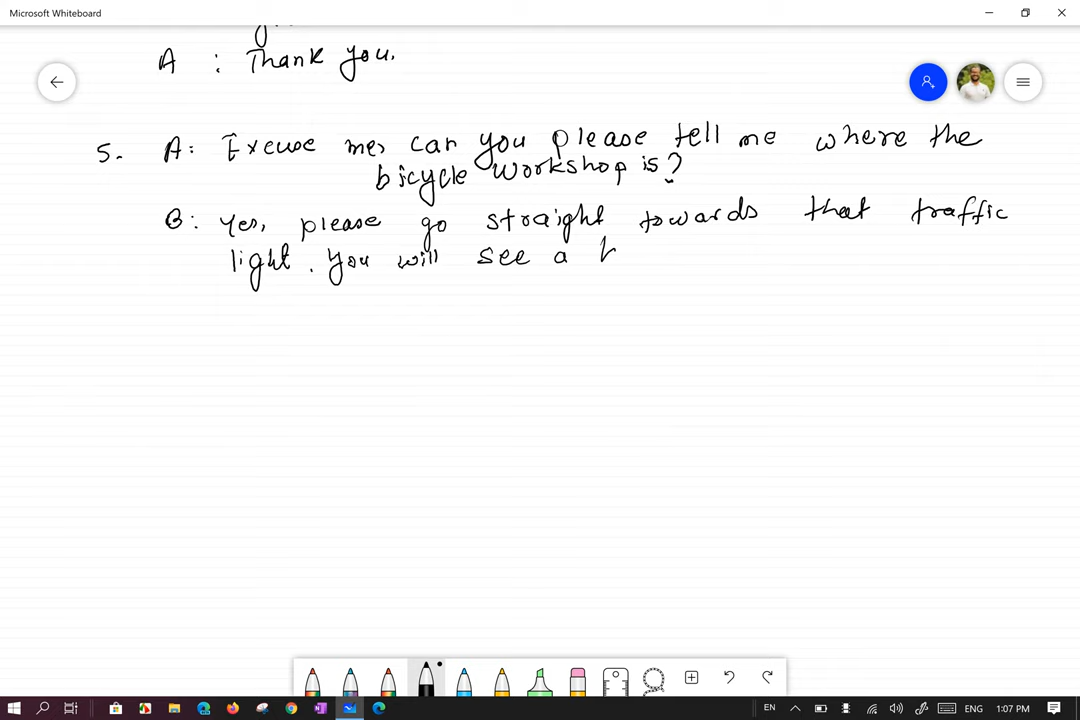 Microsoft Whiteboard
A : Thank you.
5. A: Excuse me, can you please tell me where the
bicycle workshop is?
B: Yes, please go straight towards that traffic
light. You will see a
EN
ENG
1:07 PM